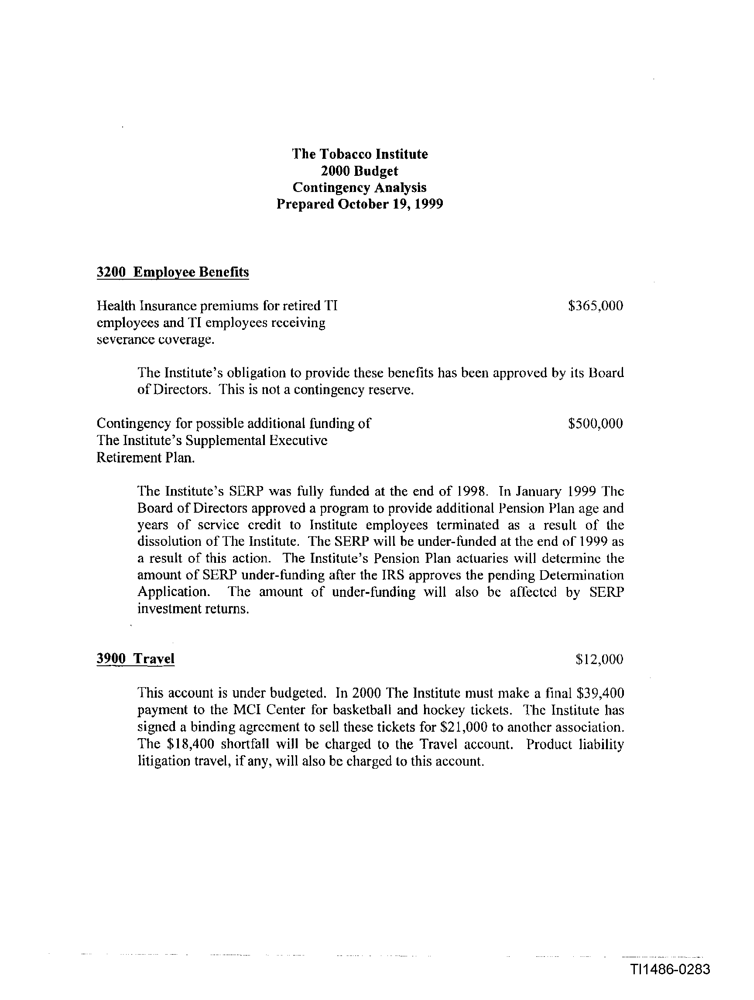 The Tobacco Institute
2000 Budget
Contingency Analysis
Prepared October 19, 1999
3200 Employee Benefits
Health Insurance premiums for retired TI $365,000
employees and TI employees receiving
severance coverage.
The Institute's obligation to provide these benefits has been approved by its Board
of Directors. This is not a contingency reserve.
Contingency for possible additional funding of $500,000
The Institute's Supplemental Executive
Retirement Plan.
The Institute's SERP was fully funded at the end of 1998. In January 1999 The
Board of Directors approved a program to provide additional Pension Plan age and
years of service credit to Institute employees terminated as a result of the
dissolution of The Institute. The SERP will be under-funded at the end of 1999 as
a result of this action. The Institute's Pension Plan actuaries will determine the
amount of SERP under-funding after the IRS approves the pending Determination
Application. The amount of under-funding will also be affected by SERP
investment returns.
3900 Travel $12,000
This account is under budgeted. In 2000 The Institute must make a final $39,400
payment to the MCI Center for basketball and hockey tickets. The Institute has
signed a binding agreement to sell these tickets for $21,000 to another association.
The $18,400 shortfall will be charged to the Travel account. Product liability
litigation travel, if any, will also be charged to this account.
TI1486-0283